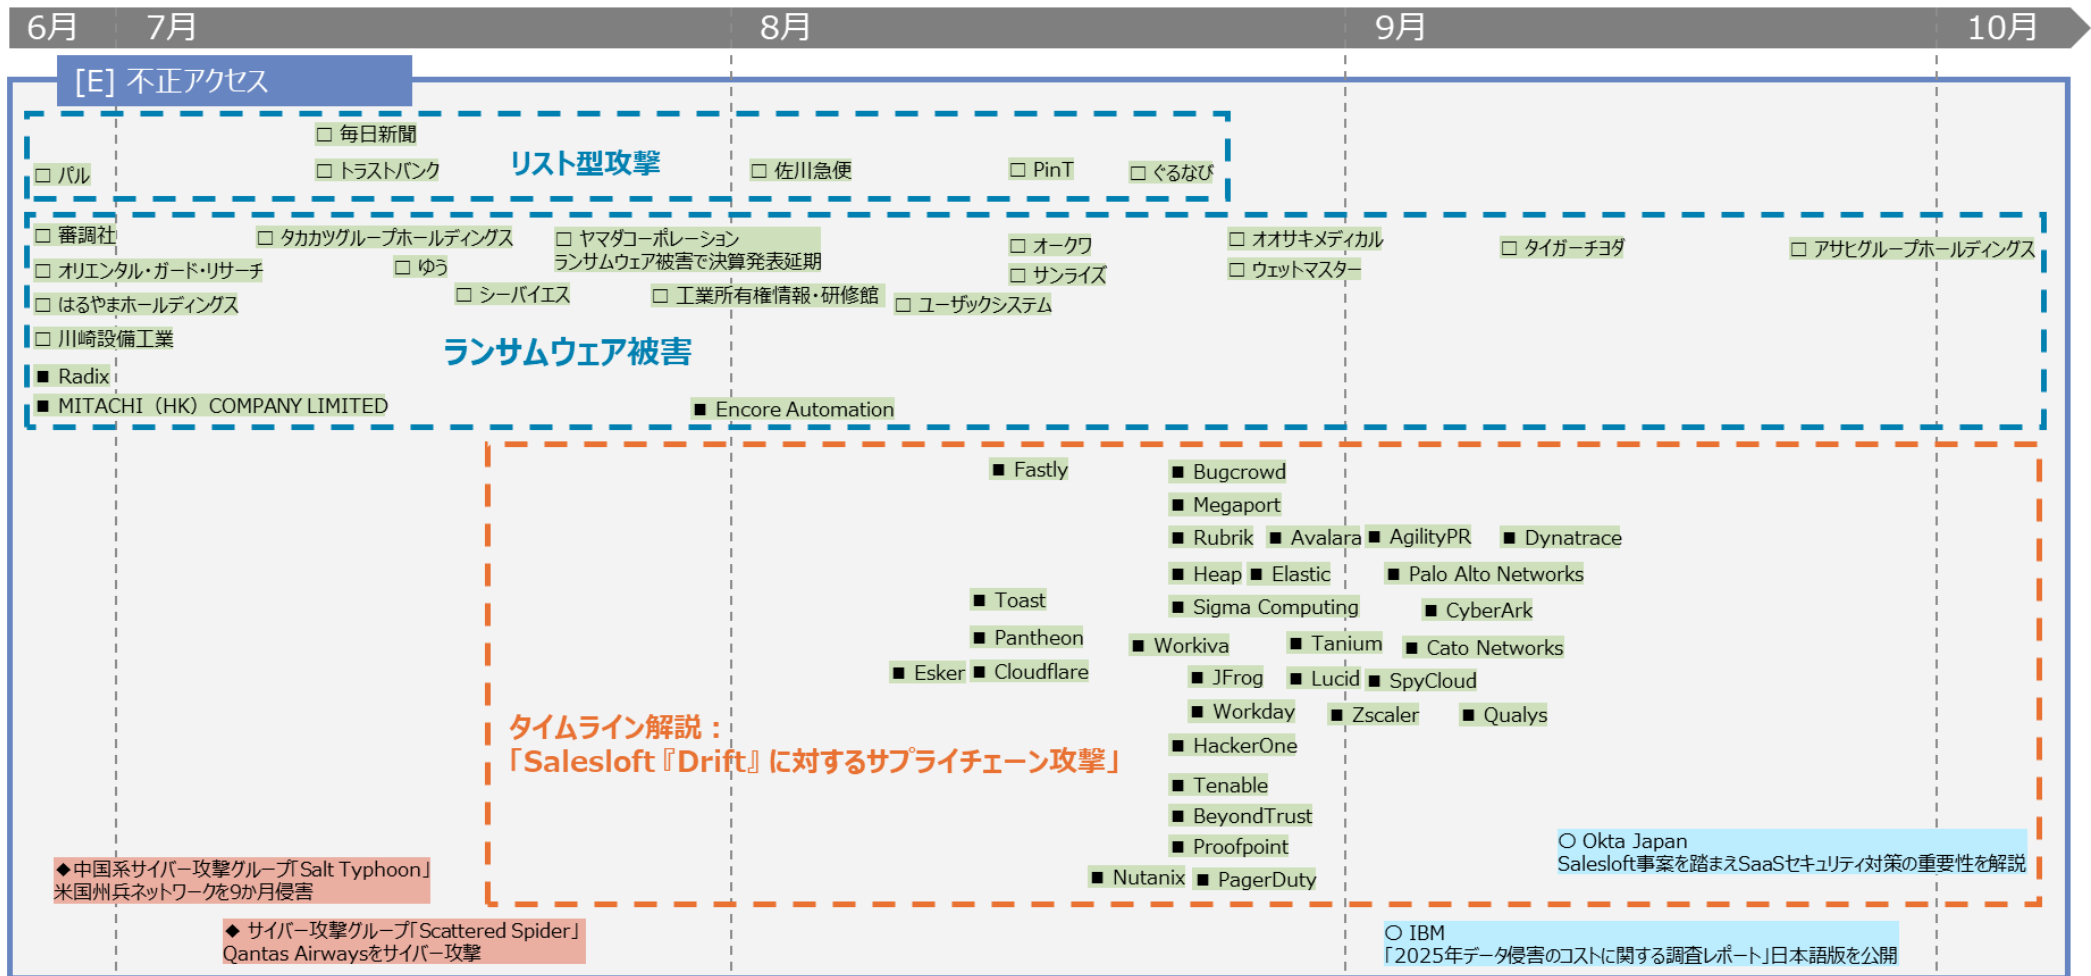 6月 7月 8月 9月 10月
[E] 不正アクセス
□ 毎日新聞
□ パル
□ トラストバンク
リスト型攻撃
□ 佐川急便
□ PinT
□ ぐるなび
□ 審調社
□ タカカツグループホールディングス
□ ヤマダコーポレーション
ランサムウェア被害で決算発表延期
□ オークワ
□ オオサキメディカル
□ タイガーチヨダ
□ アサヒグループホールディングス
□ オリエンタル・ガード・リサーチ
□ ゆう
□ サンライズ
□ ウェットマスター
□ はるやまホールディングス
□ シーバイエス
□ 工業所有権情報・研修館
□ ユーザックシステム
□ 川崎設備工業
ランサムウェア被害
■ Radix
■ MITACHI（HK）COMPANY LIMITED
■ Encore Automation
■ Fastly
■ Bugcrowd
■ Megaport
■ Rubrik
■ Avalara
■ AgilityPR
■ Dynatrace
■ Heap
■ Elastic
■ Palo Alto Networks
■ Toast
■ Sigma Computing
■ CyberArk
■ Pantheon
■ Workiva
■ Tanium
■ Cato Networks
■ Esker
■ Cloudflare
■ JFrog
■ Lucid
■ SpyCloud
■ Workday
■ Zscaler
■ Qualys
タイムライン解説：
「Salesloft『Drift』に対するサプライチェーン攻撃」
■ HackerOne
■ Tenable
■ BeyondTrust
■ Proofpoint
■ Nutanix
■ PagerDuty
○ Okta Japan
Salesloft事案を踏まえSaaSセキュリティ対策の重要性を解説
◆中国系サイバー攻撃グループ「Salt Typhoon」
米国州兵ネットワークを9か月侵害
◆ サイバー攻撃グループ「Scattered Spider」
Qantas Airwaysをサイバー攻撃
○ IBM
「2025年データ侵害のコストに関する調査レポート」日本語版を公開